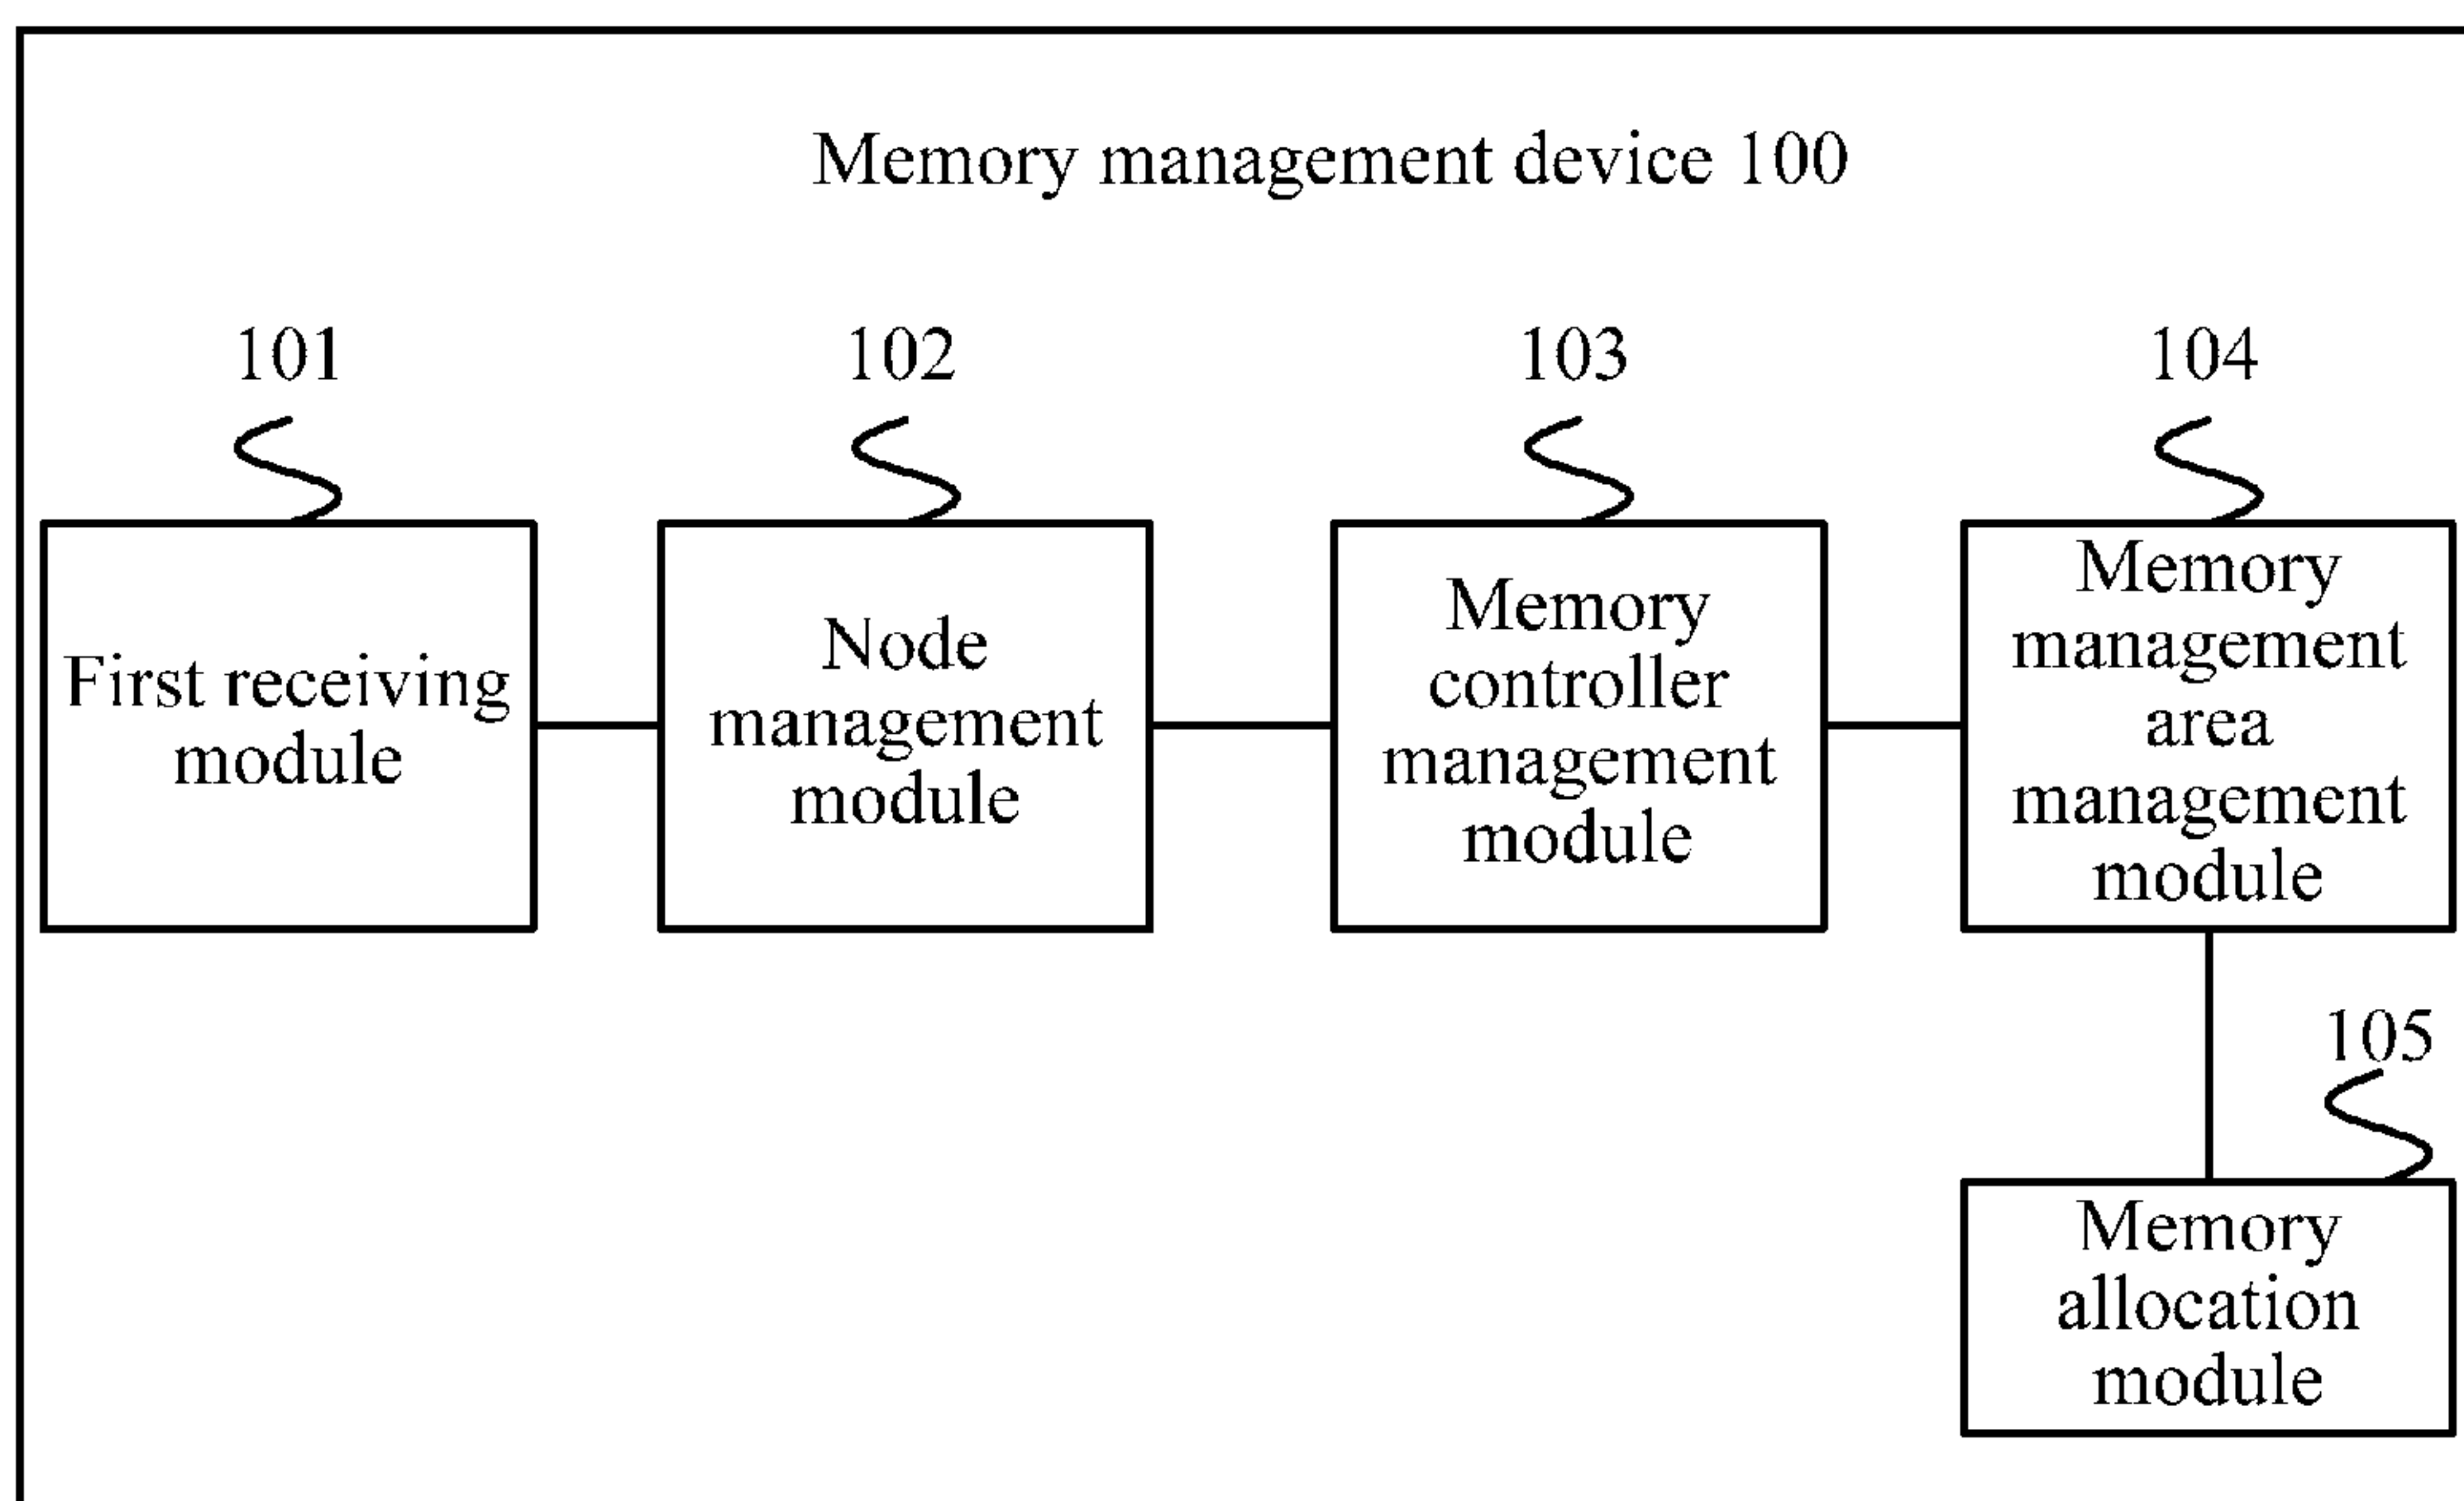 Memory management device 100
101
102
103
104
First receiving
module
Node
management
module
Memory
controller
management
module
Memory
management
area
management
module
105
Memory
allocation
module